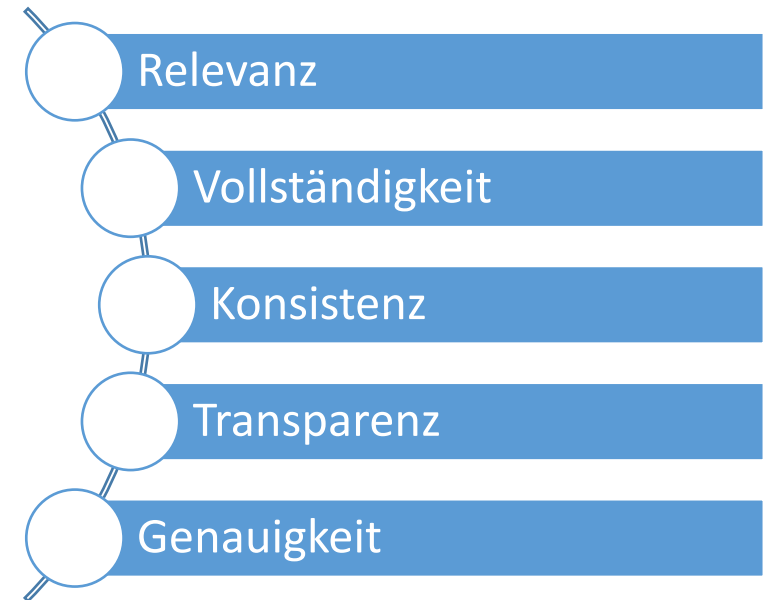 Relevanz
Vollständigkeit
Konsistenz
Transparenz
Genauigkeit